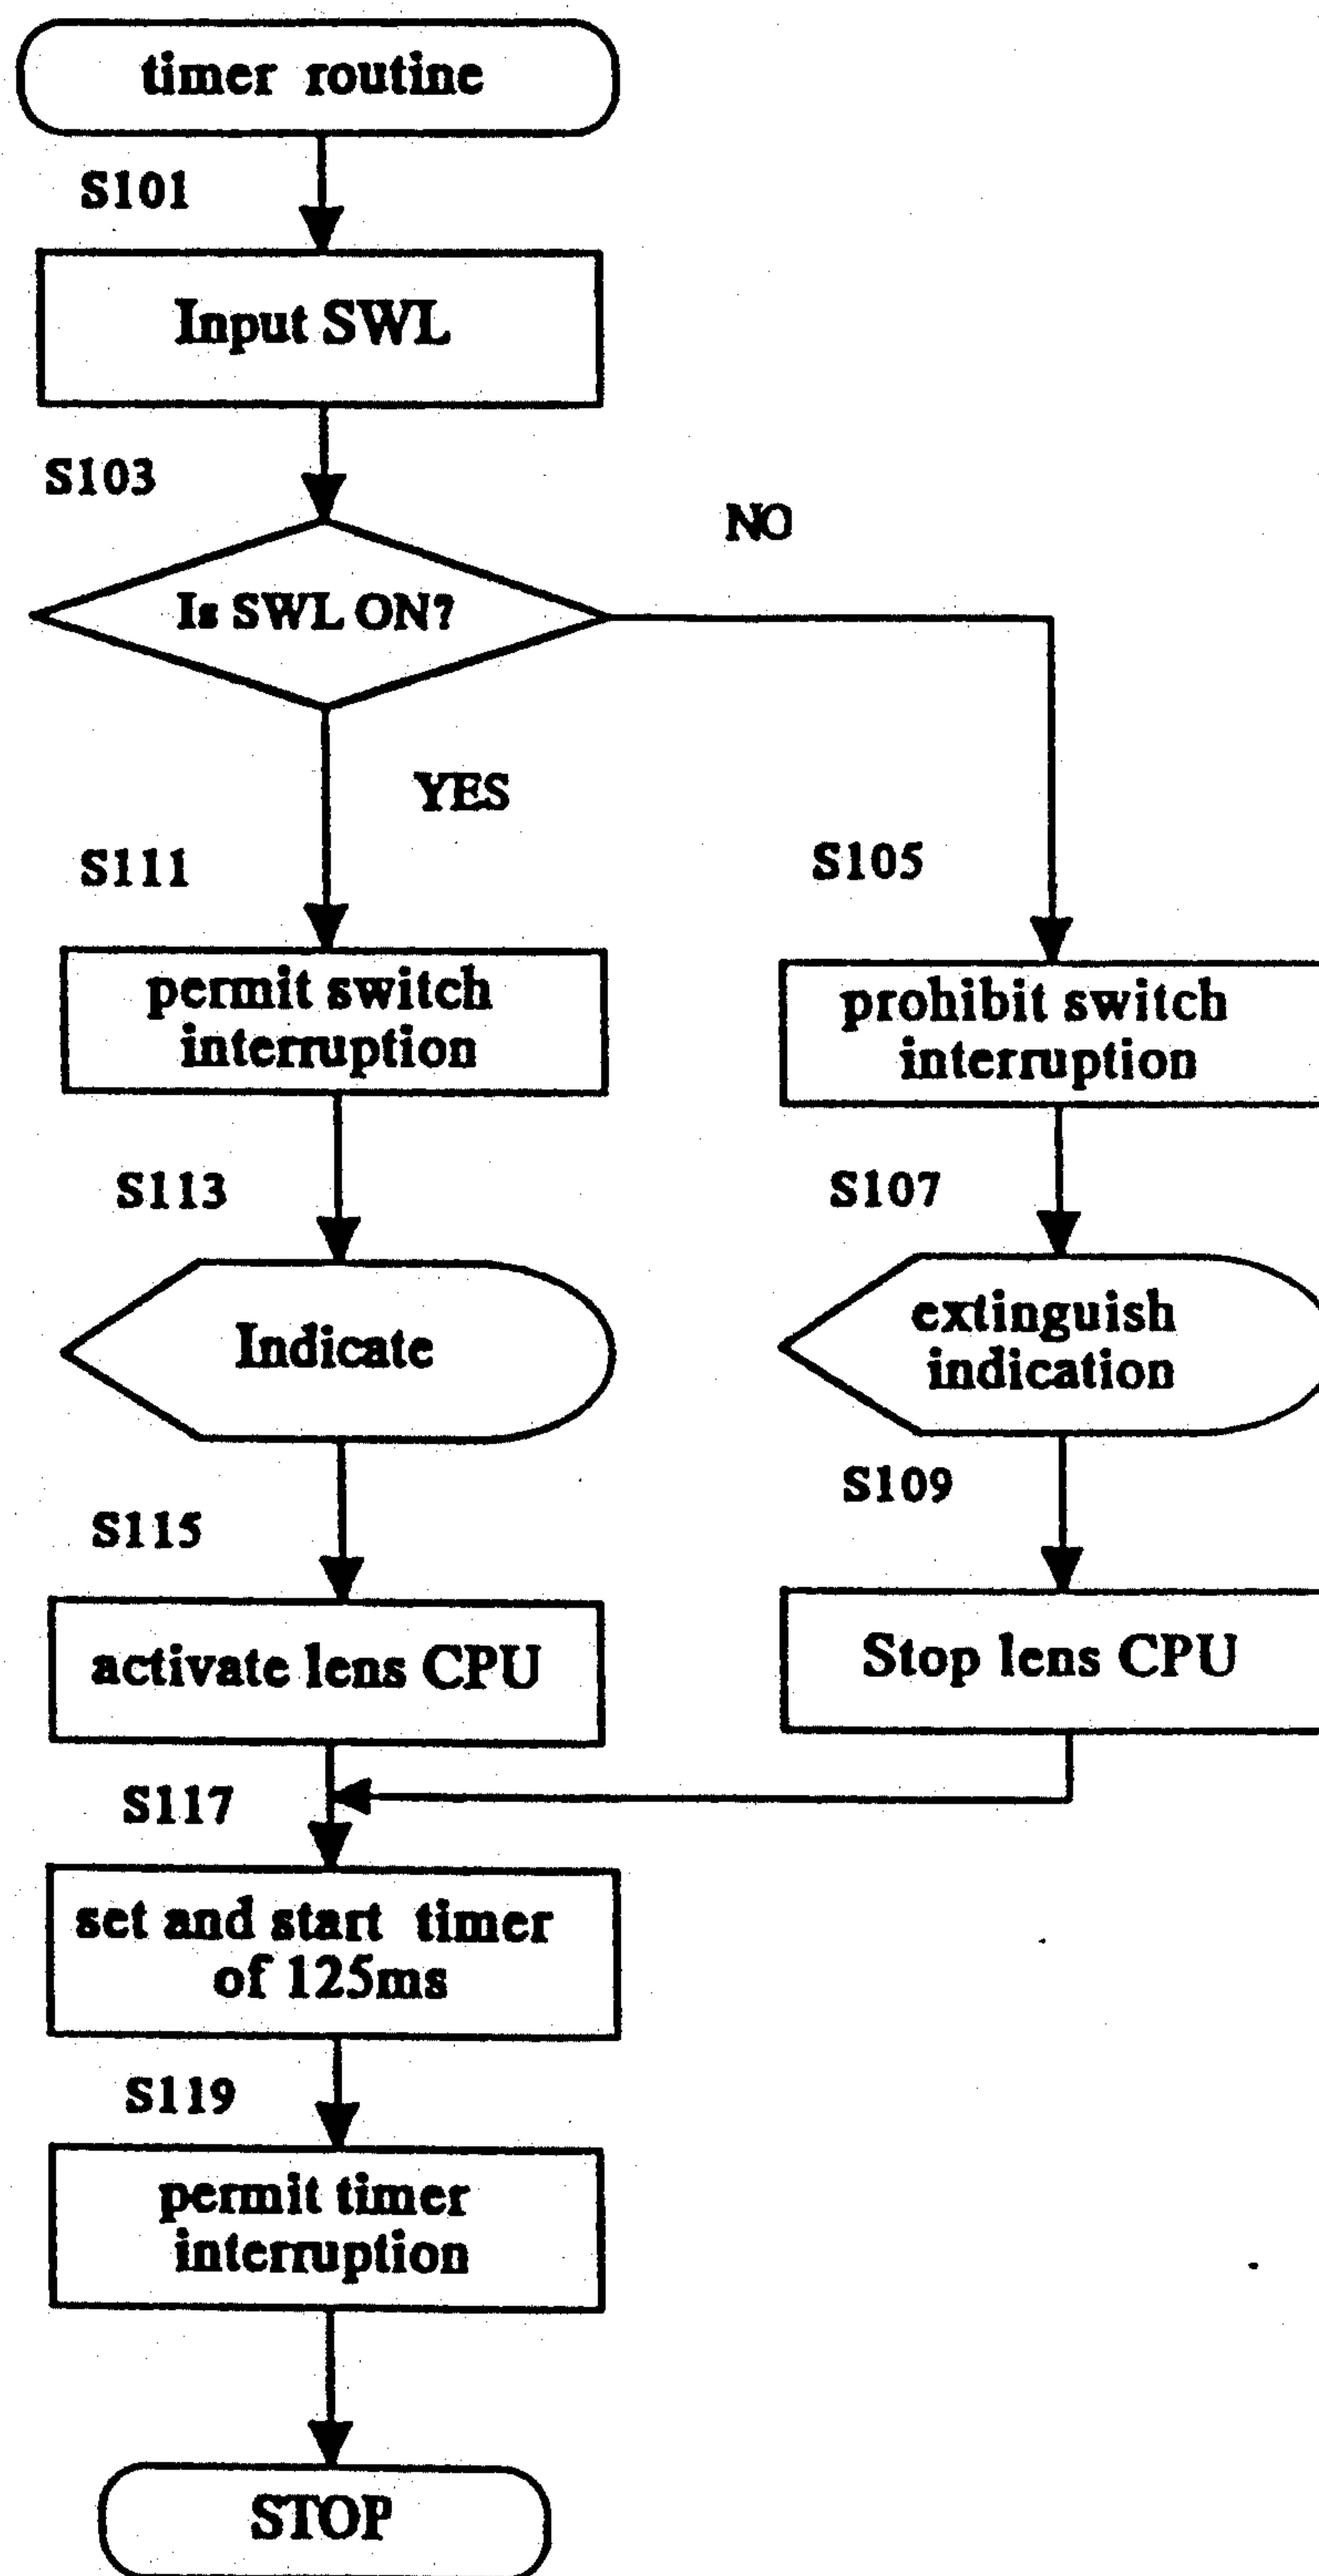 timer routine
S101
Input SWL
S103
NO
Is SWL ON?
YES
S111
S105
permit switch
interruption
prohibit switch
interruption
S113
S107
Indicate
extinguish
indication
S115
S109
activate lens CPU
Stop lens CPU
S117
set and start timer
of 125ms
S119
permit timer
interruption
STOP